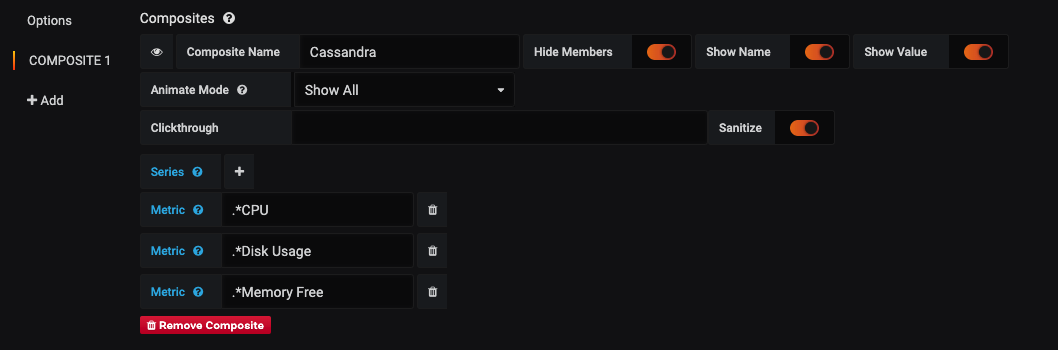 Options
COMPOSITE 1
Add
Composites
Composite Name Cassandra Hide Members Show Name Show Value
Animate Mode Show All
Clickthrough Sanitize
Series
Metric .*CPU
Metric .*Disk Usage
Metric .*Memory Free
Remove Composite